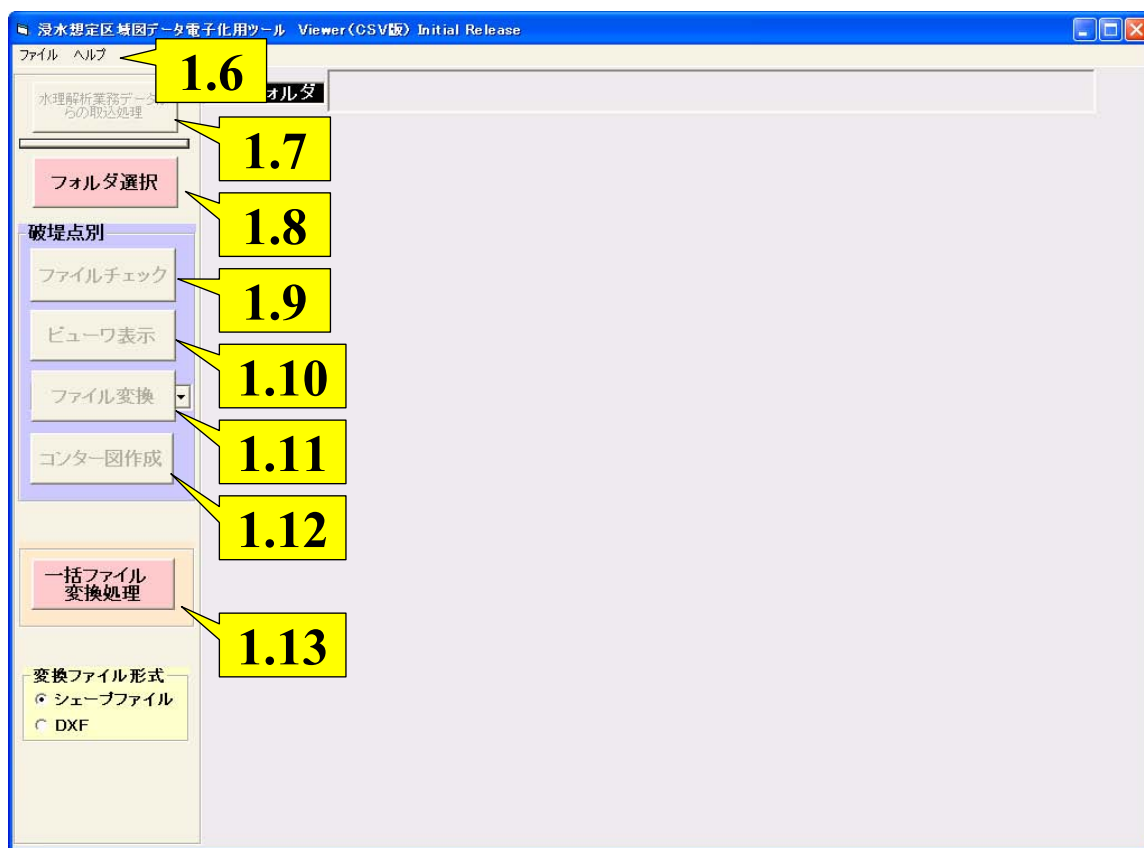 浸水想定区域図データ電子化用ツール Viewer(CSV版) Initial Release
ファイル ヘルプ
1.6
水理解析業務データ
らの取込処理
ォルダ
1.7
フォルダ選択
1.8
破堤点別
ファイルチェック
1.9
ビューワ表示
1.10
ファイル変換
1.11
コンター図作成
1.12
一括ファイル
変換処理
1.13
変換ファイル形式
シェープファイル
DXF